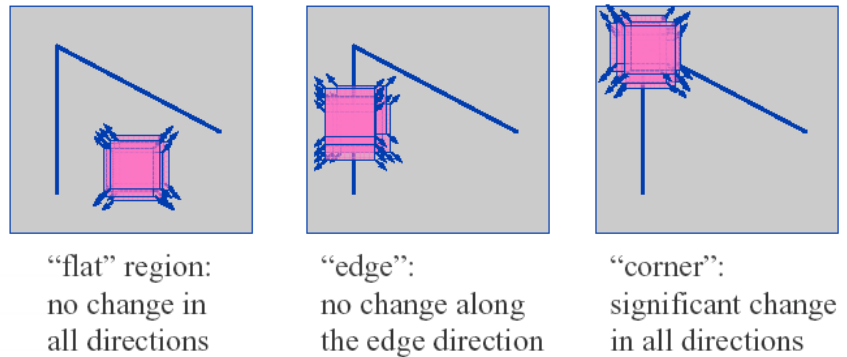 “flat” region:
no change in
all directions
“edge”:
no change along
the edge direction
“corner”:
significant change
in all directions